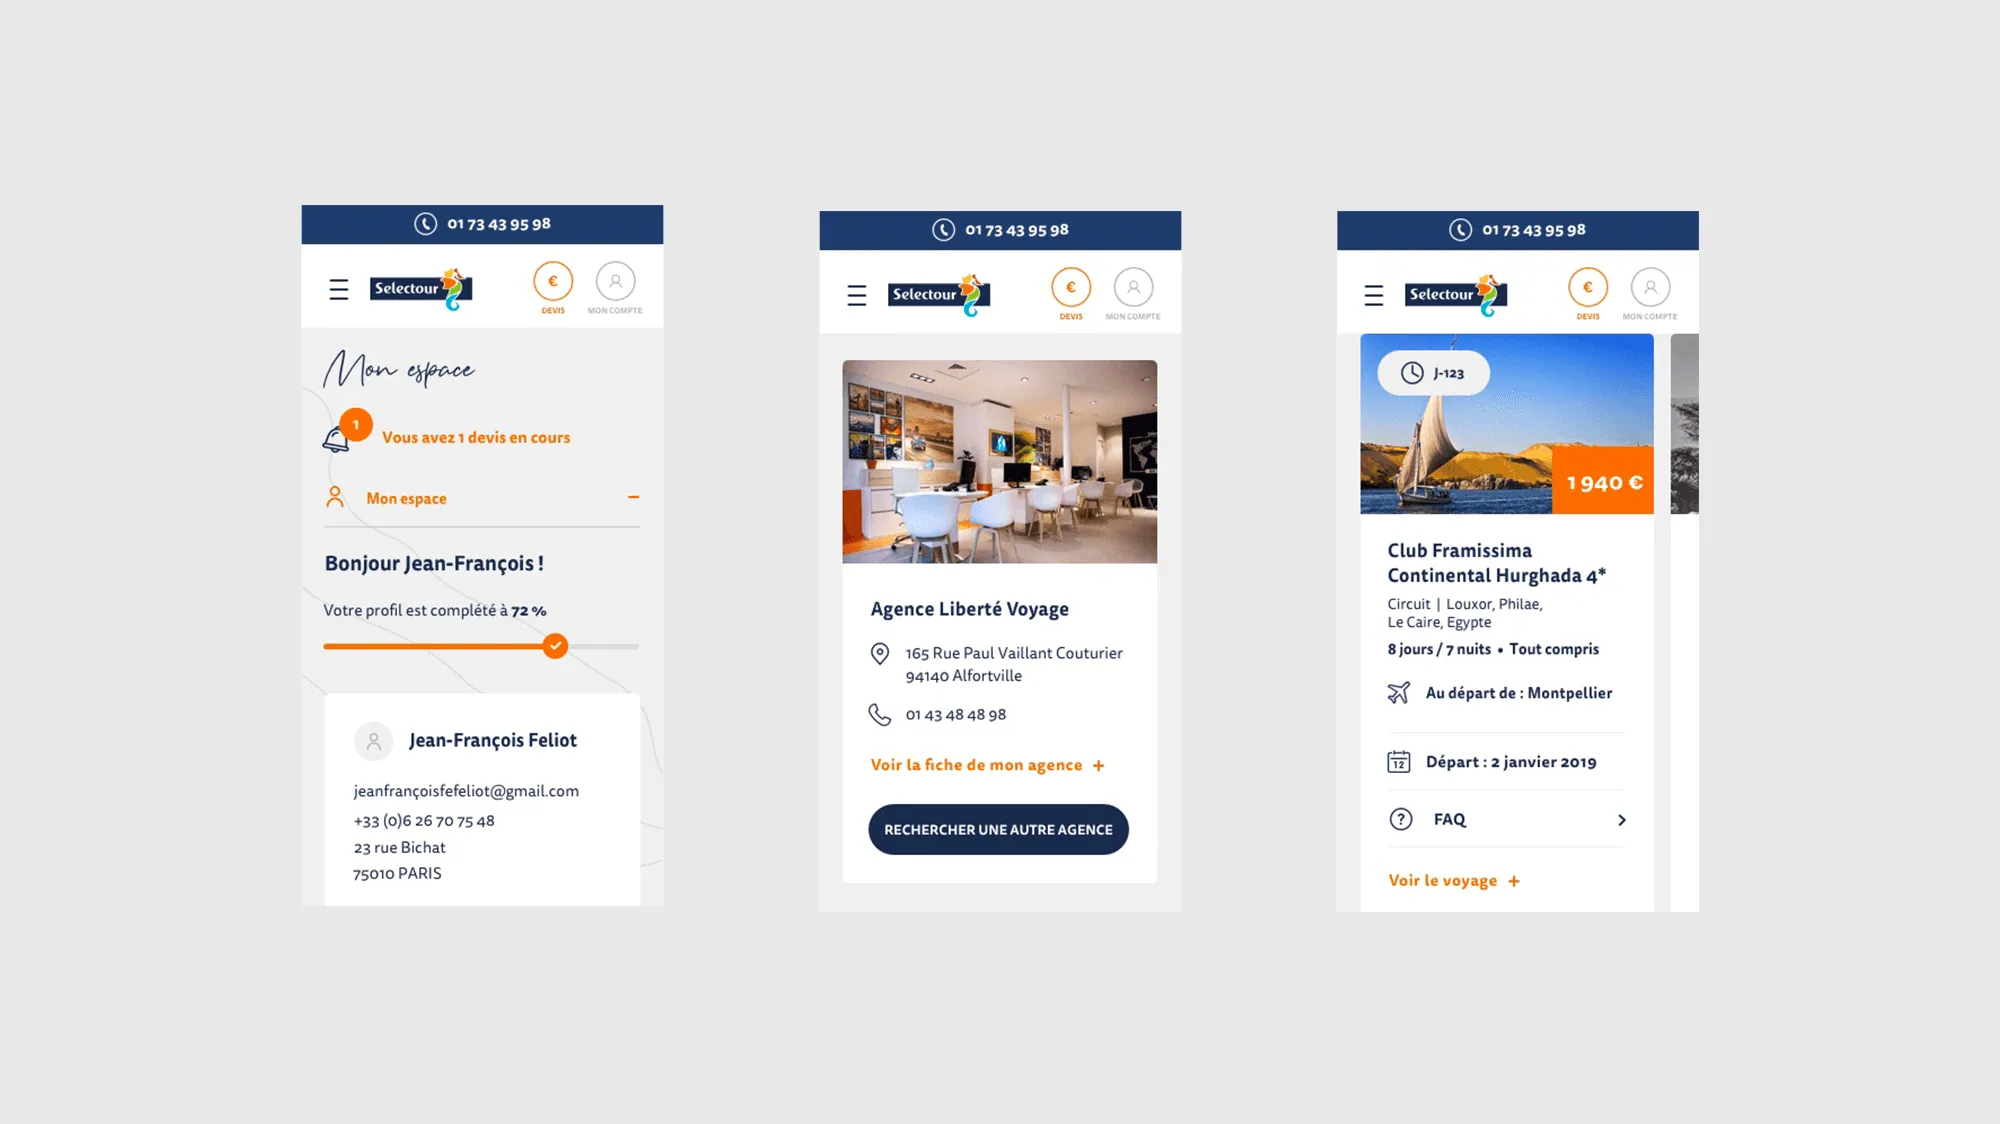 01 73 43 95 98
Selectour
€
DEVIS
MON COMPTE
Mon espace
1
Vous avez 1 devis en cours
Mon espace
Bonjour Jean-François !
Votre profil est complété à 72 %
Jean-François Feliot
jeanfrançoisfefeliot@gmail.com
+33 (0)6 26 70 75 48
23 rue Bichat
75010 PARIS
01 73 43 95 98
Selectour
€
DEVIS
MON COMPTE
Agence Liberté Voyage
165 Rue Paul Vaillant Couturier
94140 Alfortville
01 43 48 48 98
Voir la fiche de mon agence +
RECHERCHER UNE AUTRE AGENCE
01 73 43 95 98
Selectour
€
DEVIS
MON COMPTE
J-123
1 940 €
Club Framissima
Continental Hurghada 4*
Circuit | Louxor, Philae,
Le Caire, Egypte
8 jours / 7 nuits • Tout compris
Au départ de : Montpellier
12
Départ : 2 janvier 2019
? FAQ
Voir le voyage +